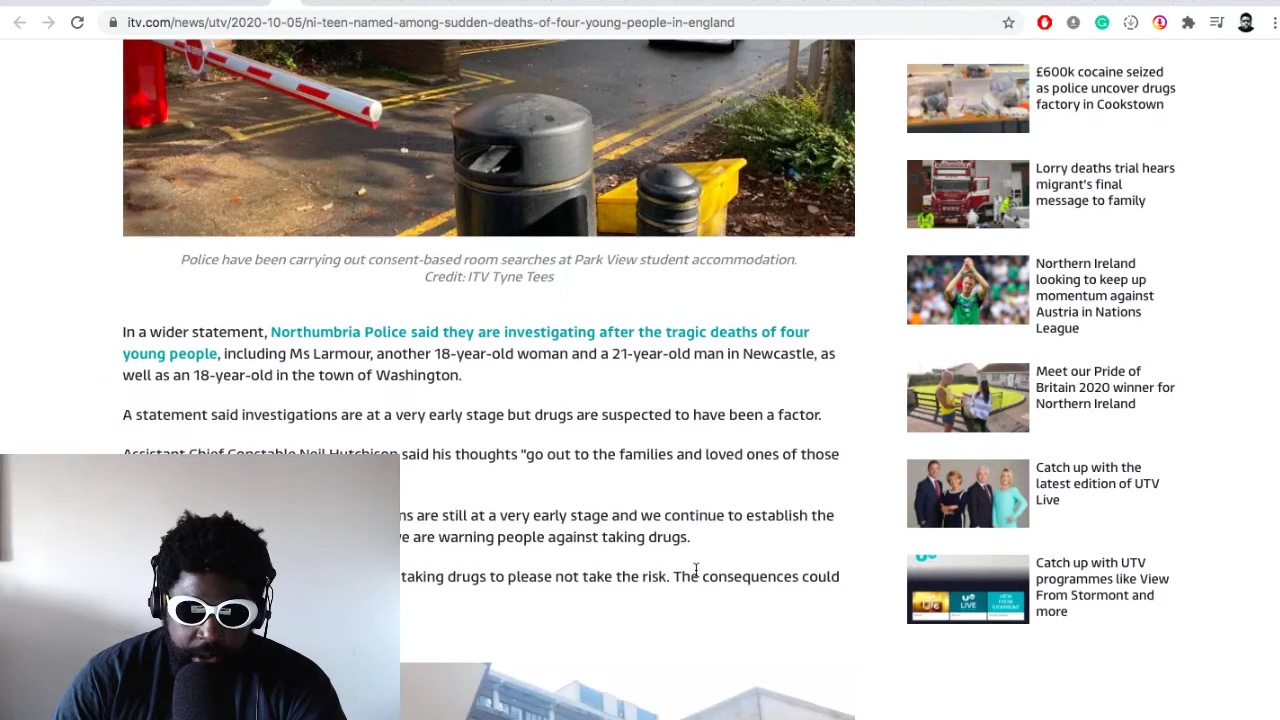 itv.com/news/utv/2020-10-05/ni-teen-named-among-sudden-deaths-of-four-young-people-in-england
Police have been carrying out consent-based room searches at Park View student accommodation.
Credit: ITV Tyne Tees
In a wider statement, Northumbria Police said they are investigating after the tragic deaths of four
young people, including Ms Larmour, another 18-year-old woman and a 21-year-old man in Newcastle, as
well as an 18-year-old in the town of Washington.
A statement said investigations are at a very early stage but drugs are suspected to have been a factor.
Assistant Chief Constable Neil Hutchison said his thoughts "go out to the families and loved ones of those
are still at a very early stage and we continue to establish the
we are warning people against taking drugs.
taking drugs to please not take the risk. The consequences could
£600k cocaine seized
as police uncover drugs
factory in Cookstown
Lorry deaths trial hears
migrant's final
message to family
Northern Ireland
looking to keep up
momentum against
Austria in Nations
League
Meet our Pride of
Britain 2020 winner for
Northern Ireland
Catch up with the
latest edition of UTV
Live
Catch up with UTV
programmes like View
From Stormont and
more